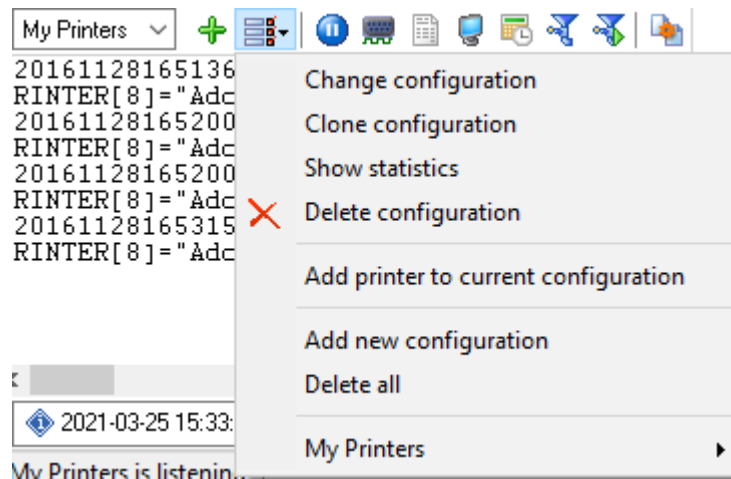 My Printers
20161128165136
RINTER[8]="Adc
20161128165200
RINTER[8]="Adc
20161128165200
RINTER[8]="Adc
20161128165315
RINTER[8]="Adc
Change configuration
Clone configuration
Show statistics
Delete configuration
Add printer to current configuration
Add new configuration
Delete all
My Printers
2021-03-25 15:33:
My Printers is listening